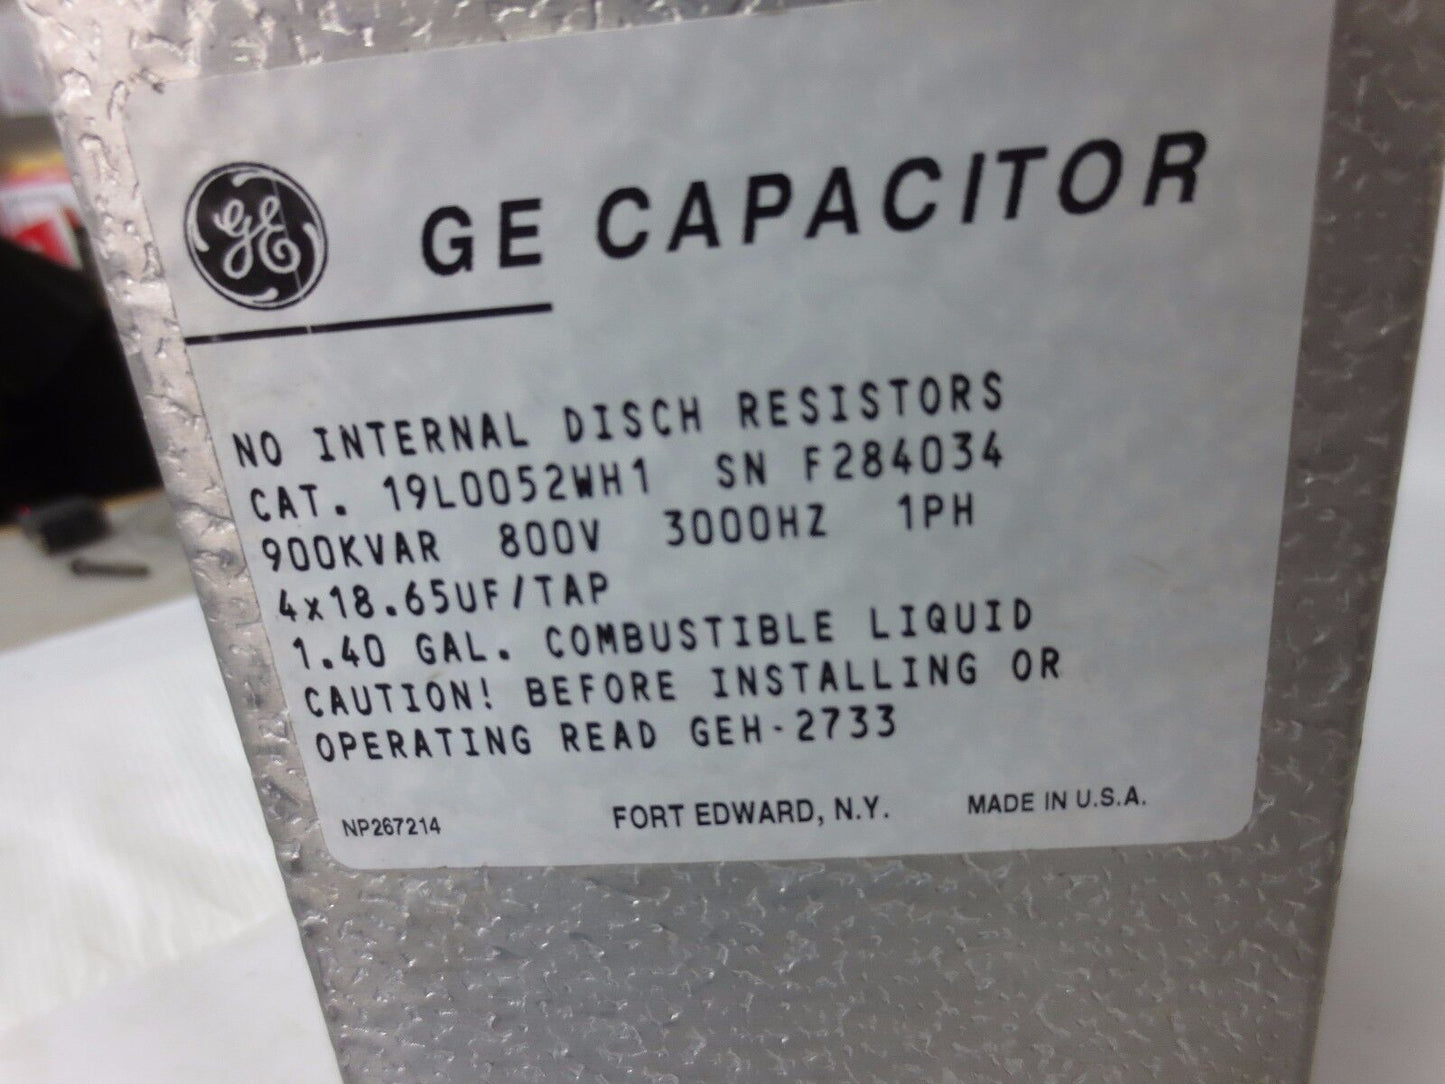 GE GE CAPACITOR
NO INTERNAL DISCH RESISTORS
CAT. 19L0052WH1 SN F284034
900KVAR 800V 3000HZ 1PH
4x18.65UF/TAP
1.40 GAL. COMBUSTIBLE LIQUID
CAUTION! BEFORE INSTALLING OR
OPERATING READ GEH-2733
NP267214 FORT EDWARD, N.Y. MADE IN U.S.A.